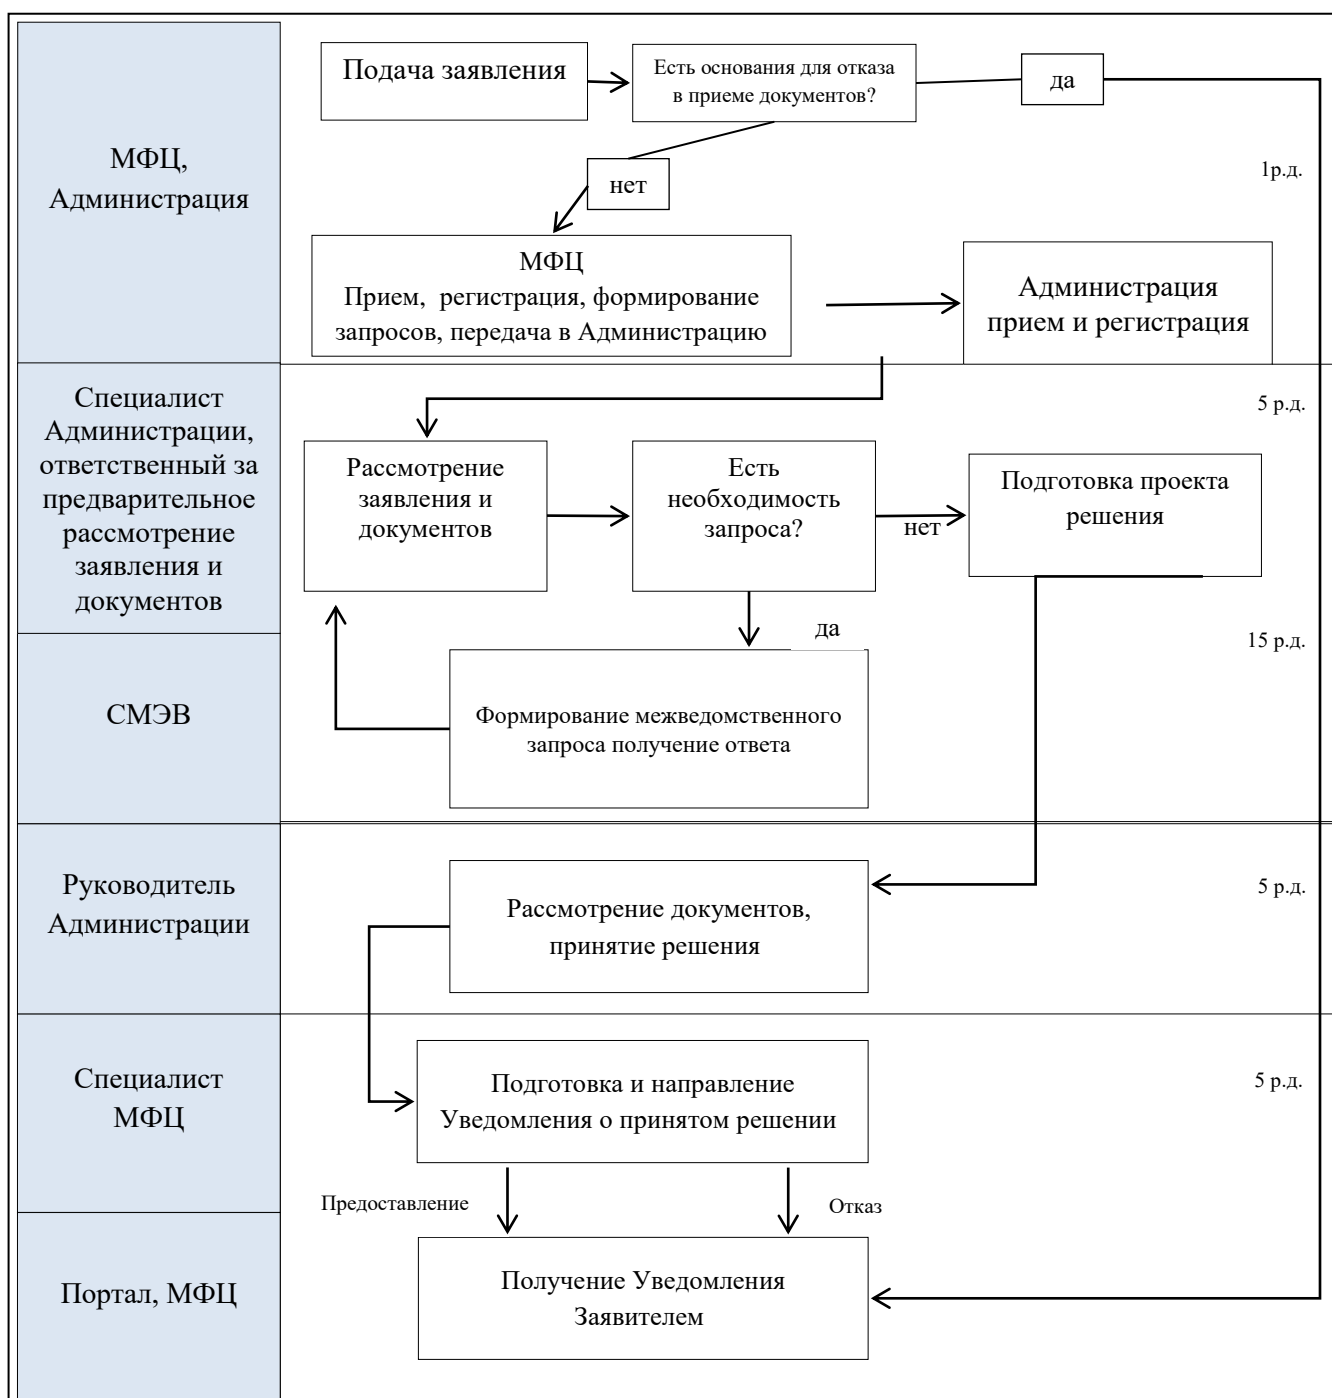 МФЦ,
Администрация
Подача заявления
Есть основания для отказа
в приеме документов?
да
нет
1р.д.
МФЦ
Прием, регистрация, формирование
запросов, передача в Администрацию
Администрация
прием и регистрация
Специалист
Администрации,
ответственный за
предварительное
рассмотрение
заявления и
документов
5 р.д.
Рассмотрение
заявления и
документов
Есть
необходимость
запроса?
нет
Подготовка проекта
решения
да
15 р.д.
СМЭВ
Формирование межведомственного
запроса получение ответа
Руководитель
Администрации
5 р.д.
Рассмотрение документов,
принятие решения
Специалист
МФЦ
5 р.д.
Подготовка и направление
Уведомления о принятом решении
Предоставление
Отказ
Портал, МФЦ
Получение Уведомления
Заявителем